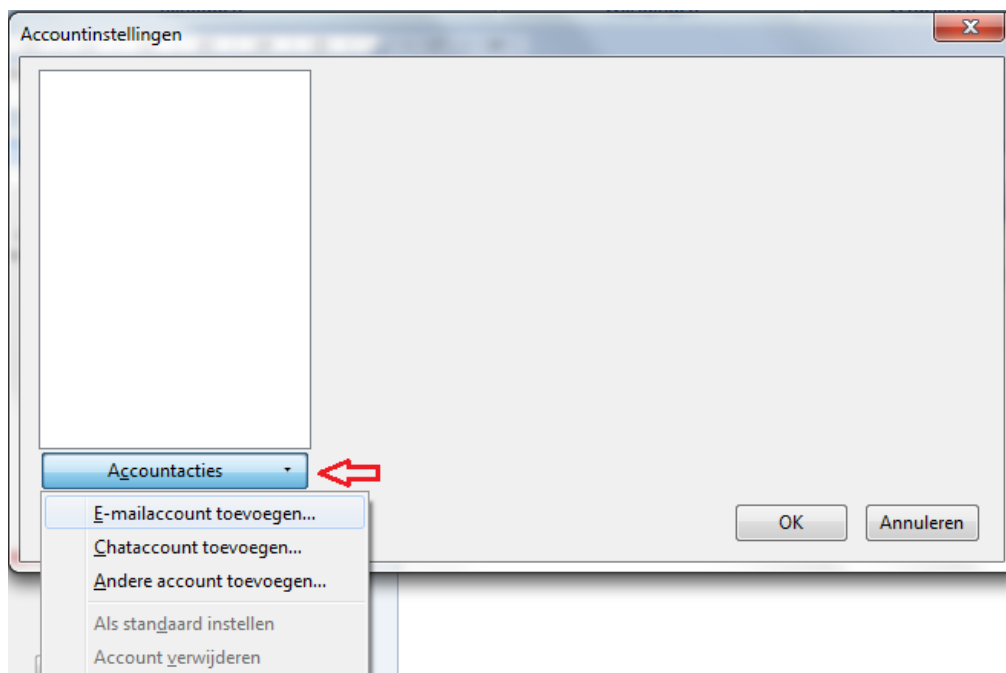 Accountinstellingen
Accountacties
E-mailaccount toevoegen...
Chataccount toevoegen...
Andere account toevoegen...
Als standaard instellen
Account verwijderen
OK
Annuleren